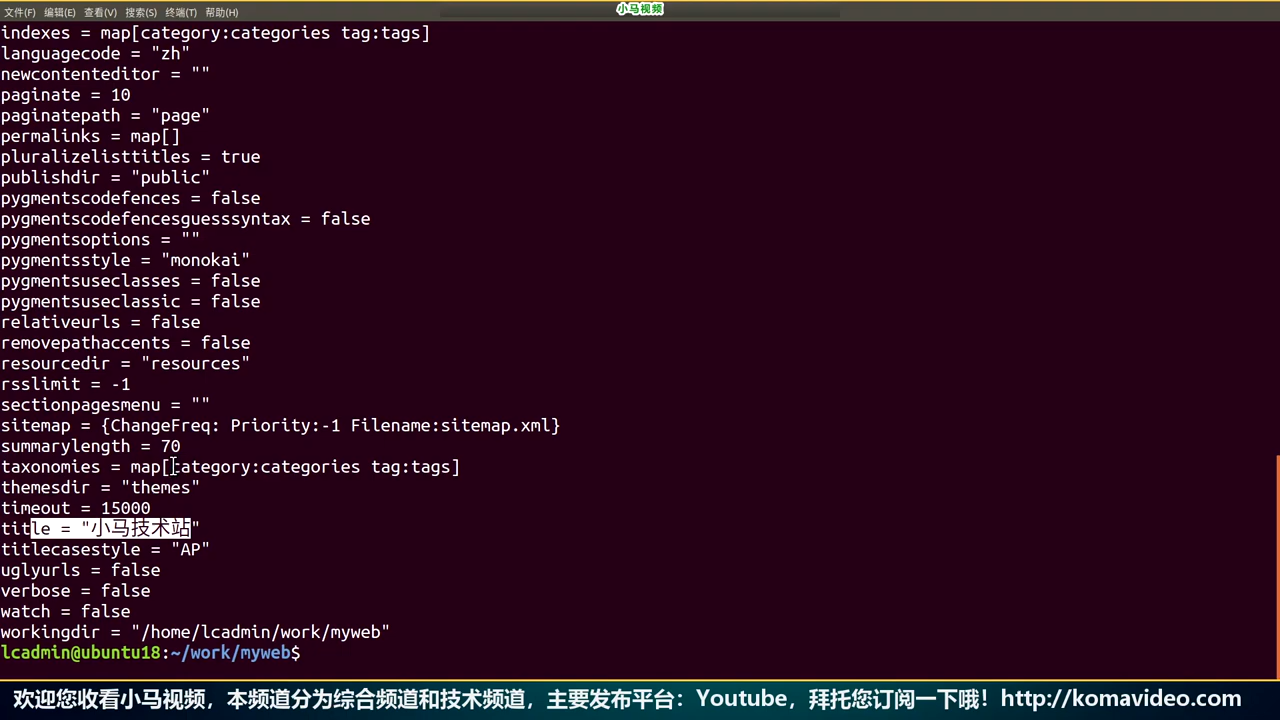 文件(F) 编辑(E) 查看(V) 搜索(S) 终端(T) 帮助(H)
小马视频
indexes = map[category:categories tag:tags]
languagecode = "zh"
newcontenteditor = ""
paginate = 10
paginatepath = "page"
permalinks = map[]
pluralizelisttitles = true
publishdir = "public"
pygmentscodefences = false
pygmentscodefencesguesssyntax = false
pygmentsoptions = ""
pygmentsstyle = "monokai"
pygmentsuseclasses = false
pygmentsuseclassic = false
relativeurls = false
removepathaccents = false
resourcedir = "resources"
rsslimit = -1
sectionpagesmenu = ""
sitemap = {ChangeFreq: Priority:-1 Filename:sitemap.xml}
summarylength = 70
taxonomies = map[category:categories tag:tags]
themesdir = "themes"
timeout = 15000
title = "小马技术站"
titlecasestyle = "AP"
uglyurls = false
verbose = false
watch = false
workingdir = "/home/lcadmin/work/myweb"
lcadmin@ubuntu18:~/work/myweb$
欢迎您收看小马视频，本频道分为综合频道和技术频道，主要发布平台：Youtube，拜托您订阅一下哦！http://komavideo.com